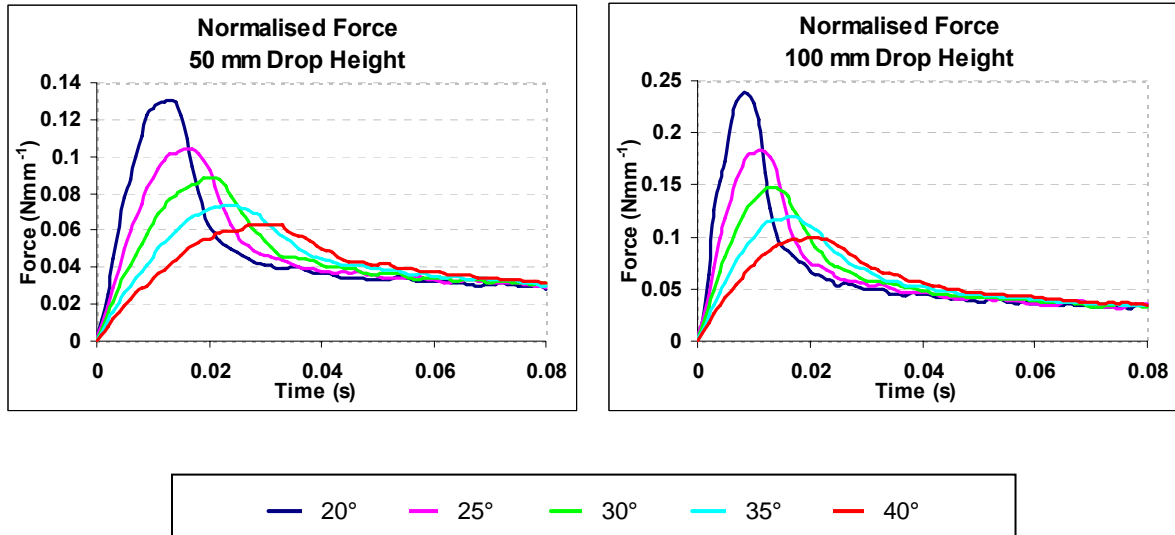 Normalised Force
50 mm Drop Height
Force (Nmm⁻¹)
0.14
0.12
0.1
0.08
0.06
0.04
0.02
0
0 0.02 0.04 0.06 0.08
Time (s)
Normalised Force
100 mm Drop Height
Force (Nmm⁻¹)
0.25
0.2
0.15
0.1
0.05
0
0 0.02 0.04 0.06 0.08
Time (s)
20° 25° 30° 35° 40°